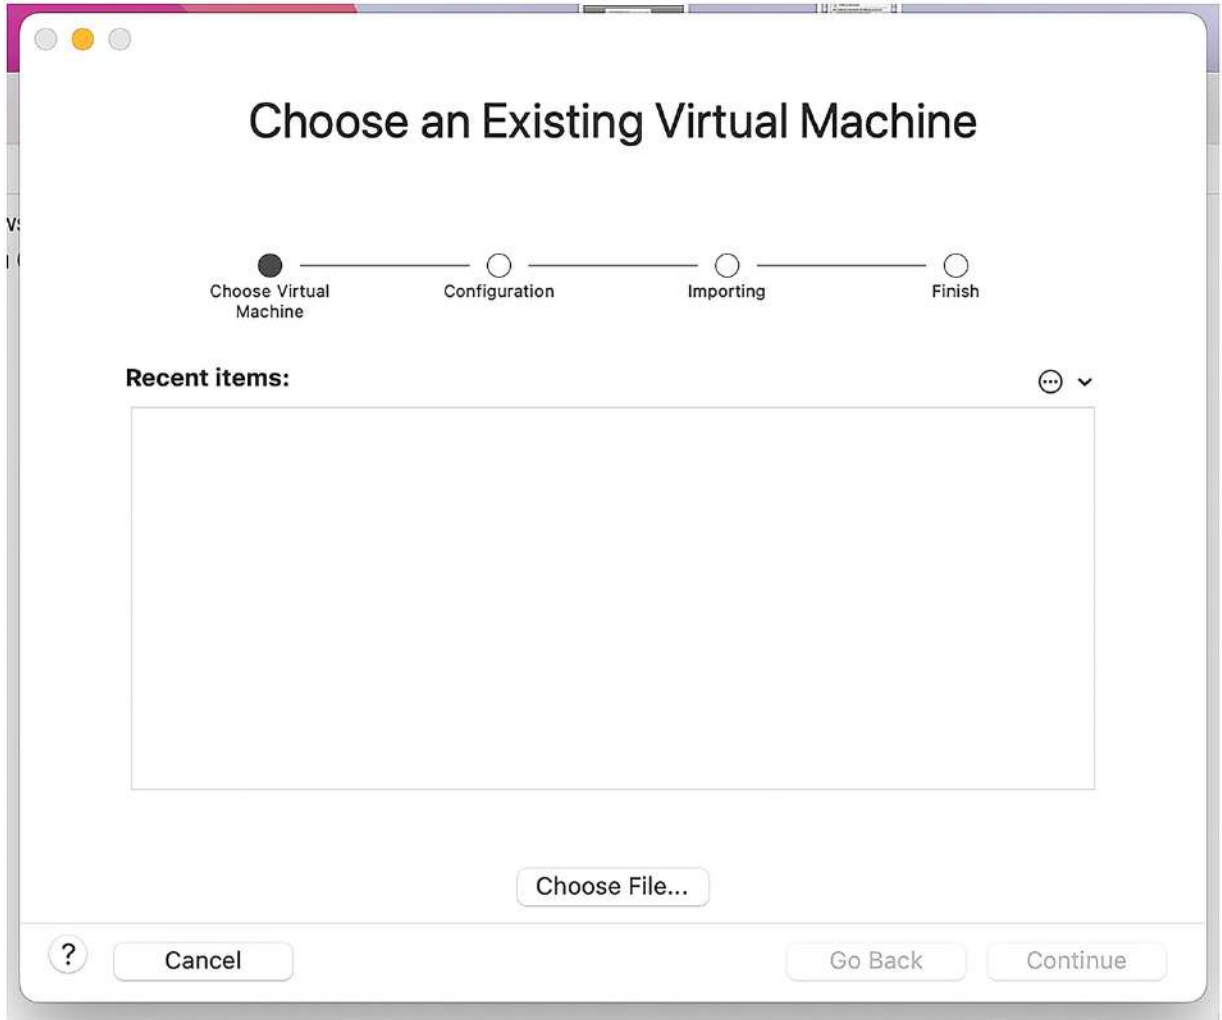 Choose an Existing Virtual Machine
Choose Virtual
Machine
Configuration
Importing
Finish
Recent items:
Choose File...
?
Cancel
Go Back
Continue